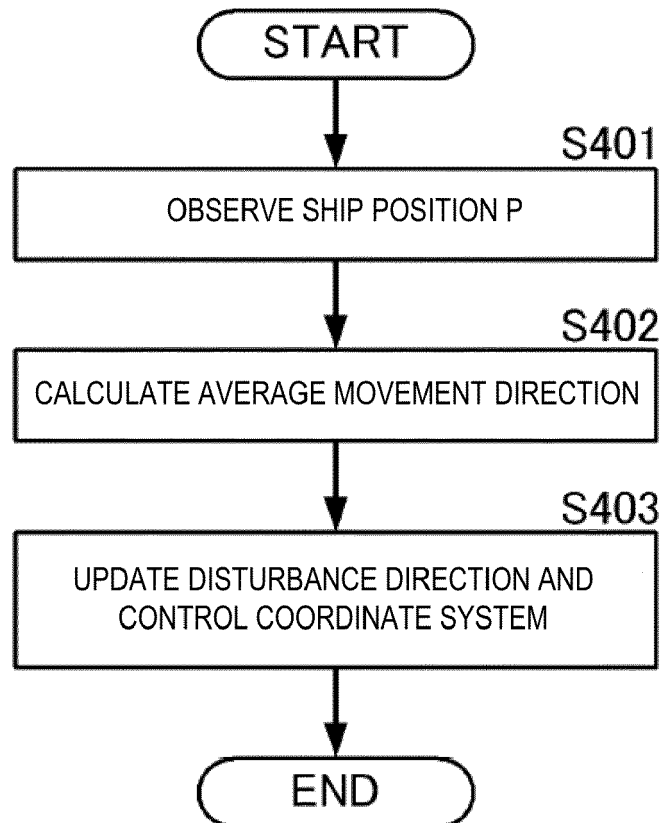 START
S401
OBSERVE SHIP POSITION P
S402
CALCULATE AVERAGE MOVEMENT DIRECTION
S403
UPDATE DISTURBANCE DIRECTION AND
CONTROL COORDINATE SYSTEM
END